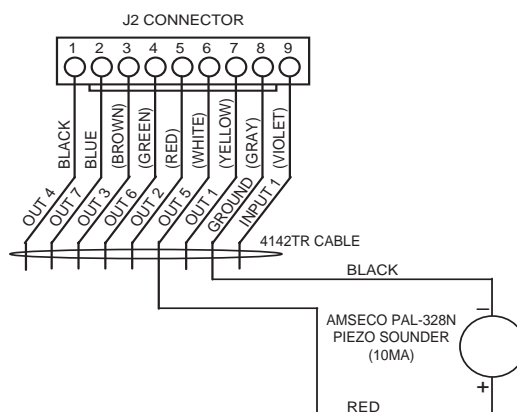 J2 CONNECTOR
1 2 3 4 5 6 7 8 9
BLACK
BLUE
(BROWN)
(GREEN)
(RED)
(WHITE)
(YELLOW)
(GRAY)
(VIOLET)
OUT 4
OUT 7
OUT 3
OUT 6
OUT 2
OUT 5
OUT 1
GROUND
INPUT 1
4142TR CABLE
BLACK
–
AMSECO PAL-328N
PIEZO SOUNDER
(10MA)
+
RED